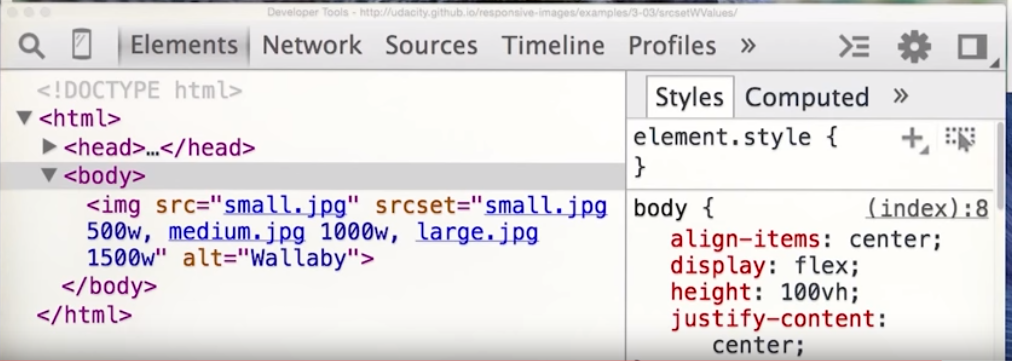 Developer Tools - http://udacity.github.io/responsive-images/examples/3-03/srcsetWValues/
Elements Network Sources Timeline Profiles »
<!DOCTYPE html>
▼<html>
▶<head>…</head>
▼<body>
<img src="small.jpg" srcset="small.jpg
500w, medium.jpg 1000w, large.jpg
1500w" alt="Wallaby">
</body>
</html>
Styles Computed »
element.style {
}
body { (index):8
align-items: center;
display: flex;
height: 100vh;
justify-content:
center;